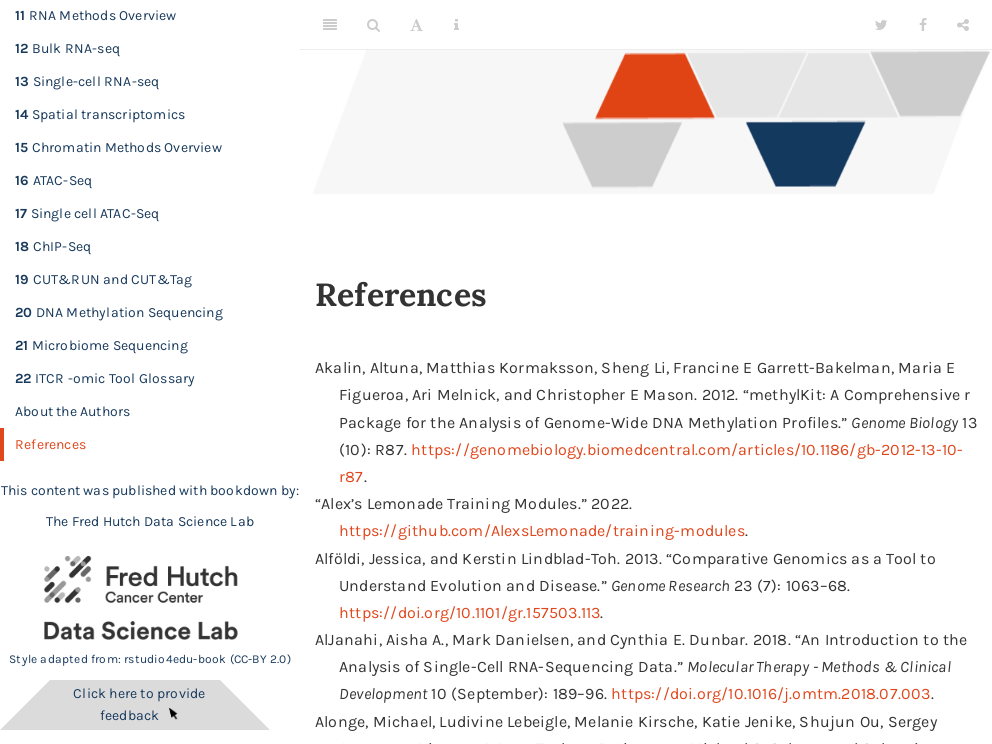 11 RNA Methods Overview
12 Bulk RNA-seq
13 Single-cell RNA-seq
14 Spatial transcriptomics
15 Chromatin Methods Overview
16 ATAC-Seq
17 Single cell ATAC-Seq
18 ChIP-Seq
19 CUT&RUN and CUT&Tag
20 DNA Methylation Sequencing
21 Microbiome Sequencing
22 ITCR -omic Tool Glossary
About the Authors
References
This content was published with bookdown by:
The Fred Hutch Data Science Lab
Fred Hutch
Cancer Center
Data Science Lab
Style adapted from: rstudio4edu-book (CC-BY 2.0)
Click here to provide
feedback
References
Akalin, Altuna, Matthias Kormaksson, Sheng Li, Francine E Garrett-Bakelman, Maria E
Figueroa, Ari Melnick, and Christopher E Mason. 2012. “methylKit: A Comprehensive r
Package for the Analysis of Genome-Wide DNA Methylation Profiles.” Genome Biology 13
(10): R87. https://genomebiology.biomedcentral.com/articles/10.1186/gb-2012-13-10-
r87.
“Alex’s Lemonade Training Modules.” 2022.
https://github.com/AlexsLemonade/training-modules.
Alföldi, Jessica, and Kerstin Lindblad-Toh. 2013. “Comparative Genomics as a Tool to
Understand Evolution and Disease.” Genome Research 23 (7): 1063–68.
https://doi.org/10.1101/gr.157503.113.
AlJanahi, Aisha A., Mark Danielsen, and Cynthia E. Dunbar. 2018. “An Introduction to the
Analysis of Single-Cell RNA-Sequencing Data.” Molecular Therapy - Methods & Clinical
Development 10 (September): 189–96. https://doi.org/10.1016/j.omtm.2018.07.003.
Alonge, Michael, Ludivine Lebeigle, Melanie Kirsche, Katie Jenike, Shujun Ou, Sergey